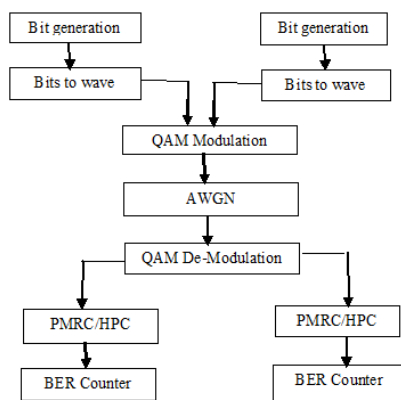 Bit generation
Bit generation
Bits to wave
Bits to wave
QAM Modulation
AWGN
QAM De-Modulation
PMRC/HPC
PMRC/HPC
BER Counter
BER Counter